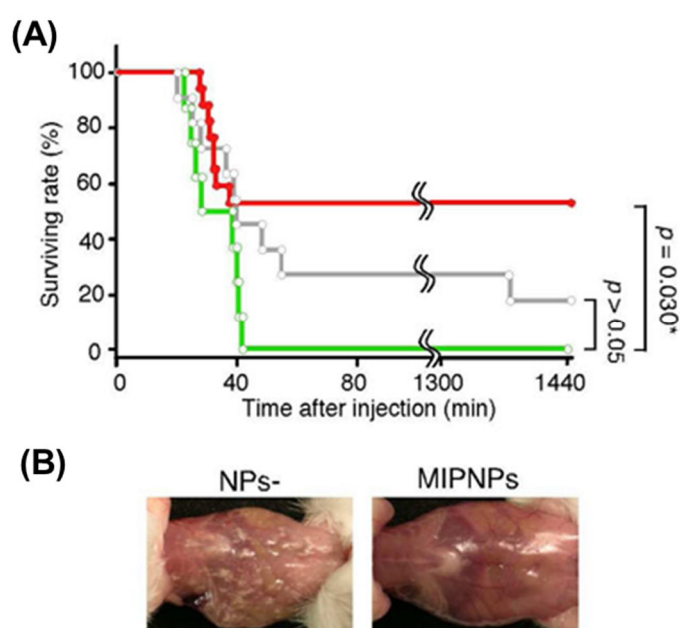 (A)
100
80
60
40
20
0
Surviving rate (%)
0 40 80 1300 1440
Time after injection (min)
p > 0.05
p = 0.030*
(B)
NPs- MIPNPs